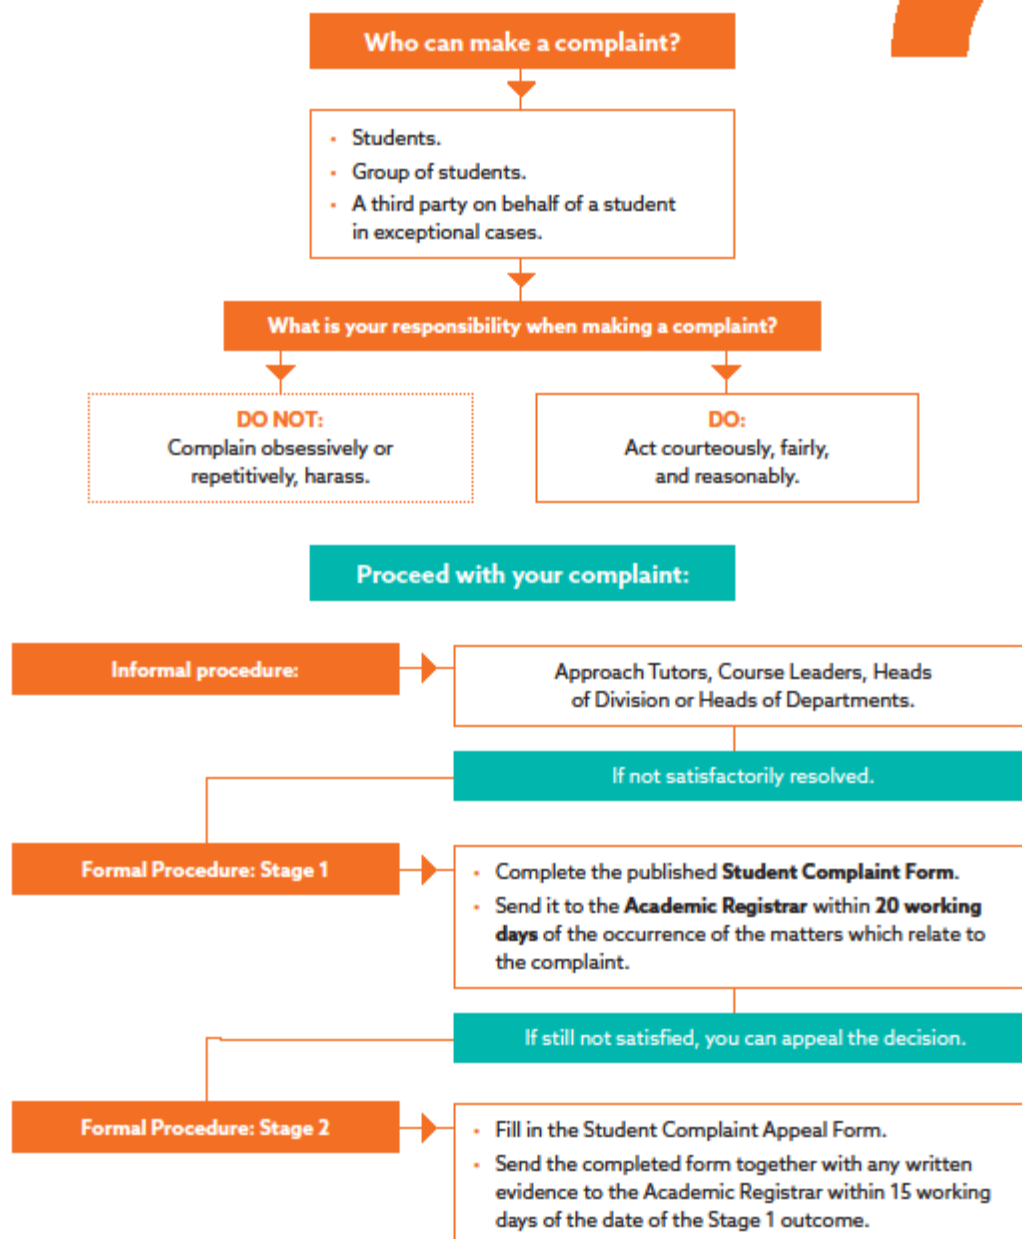 Who can make a complaint?
• Students.
• Group of students.
• A third party on behalf of a student
in exceptional cases.
What is your responsibility when making a complaint?
DO NOT:
Complain obsessively or
repetitively, harass.
DO:
Act courteously, fairly,
and reasonably.
Proceed with your complaint:
Informal procedure:
Approach Tutors, Course Leaders, Heads
of Division or Heads of Departments.
If not satisfactorily resolved.
Formal Procedure: Stage 1
• Complete the published Student Complaint Form.
• Send it to the Academic Registrar within 20 working
days of the occurrence of the matters which relate to
the complaint.
If still not satisfied, you can appeal the decision.
Formal Procedure: Stage 2
• Fill in the Student Complaint Appeal Form.
• Send the completed form together with any written
evidence to the Academic Registrar within 15 working
days of the date of the Stage 1 outcome.